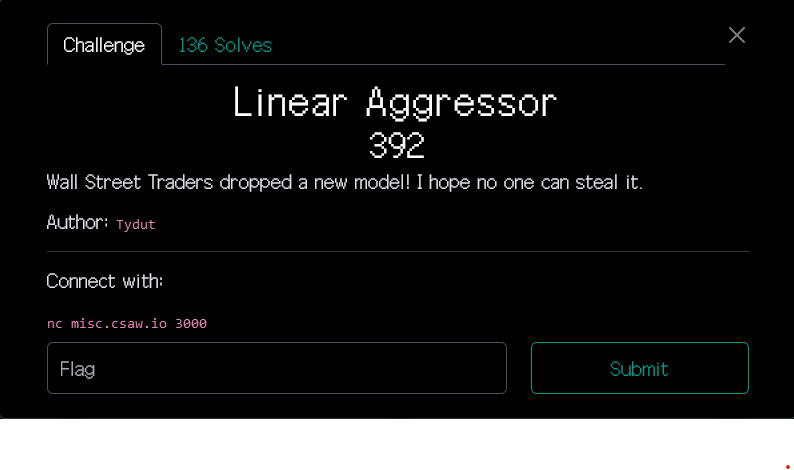 Challenge 136 Solves
Linear Aggressor
392
Wall Street Traders dropped a new model! I hope no one can steal it.
Author: Tydut
Connect with:
nc misc.csaw.io 3000
Flag Submit